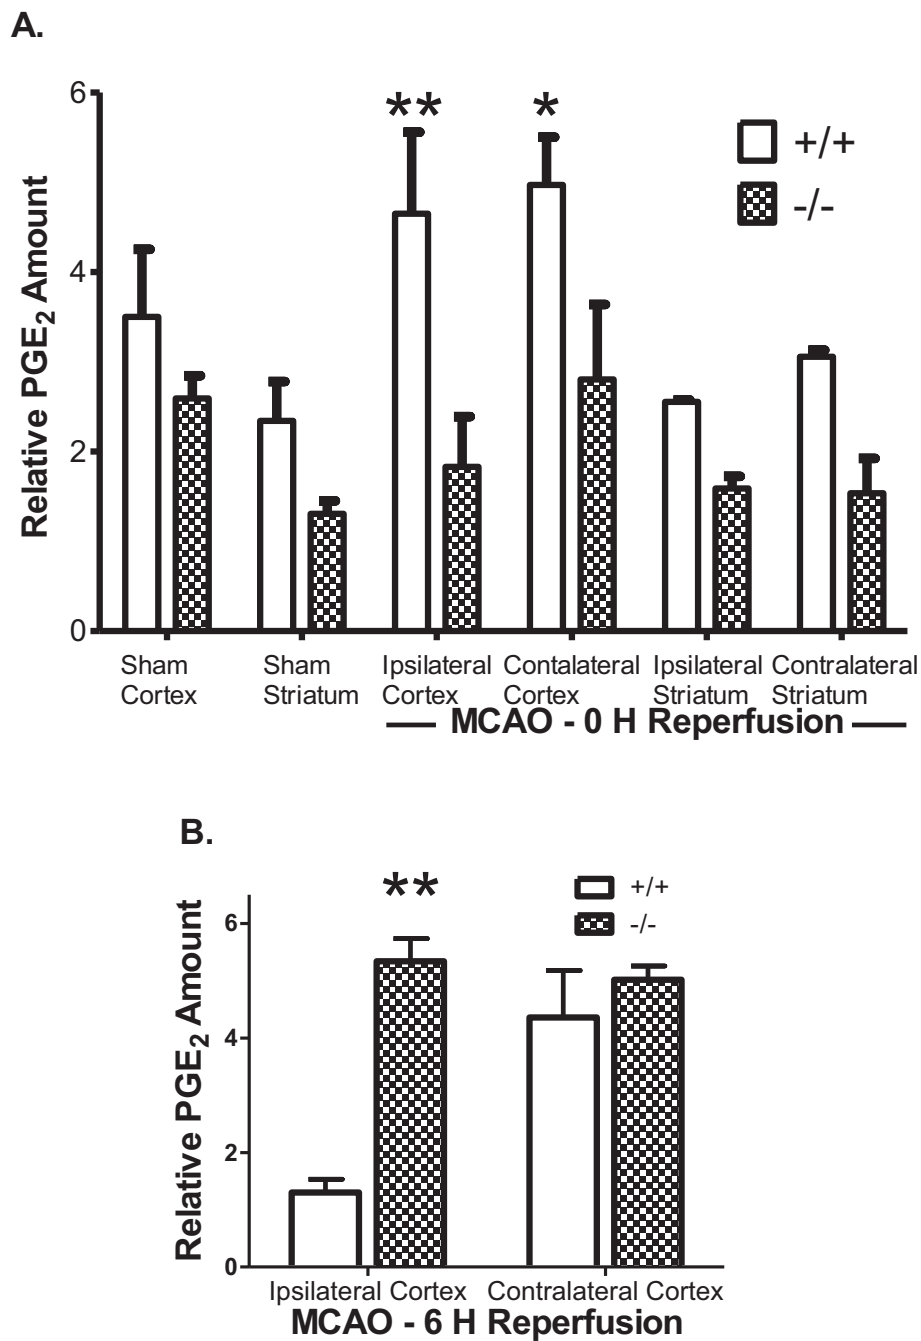 A.
6
** *
+/+
-/-
4
2
0
Relative PGE₂ Amount
Sham Sham Ipsilateral Contalateral Ipsilateral Contralateral
Cortex Striatum Cortex Cortex Striatum Striatum
MCAO - 0 H Reperfusion
B.
**
+/+
-/-
6
4
2
0
Relative PGE₂ Amount
Ipsilateral Cortex Contralateral Cortex
MCAO - 6 H Reperfusion